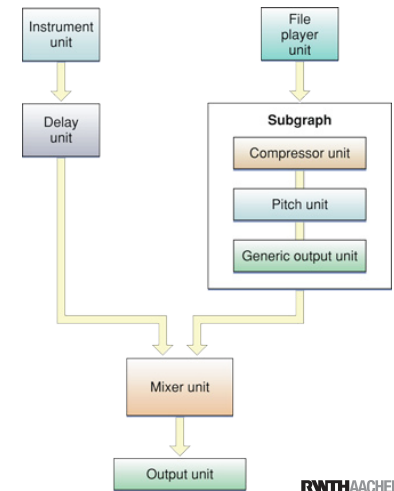 Instrument
unit
File
player
unit
Delay
unit
Subgraph
Compressor unit
Pitch unit
Generic output unit
Mixer unit
Output unit
RWTHAACHEN